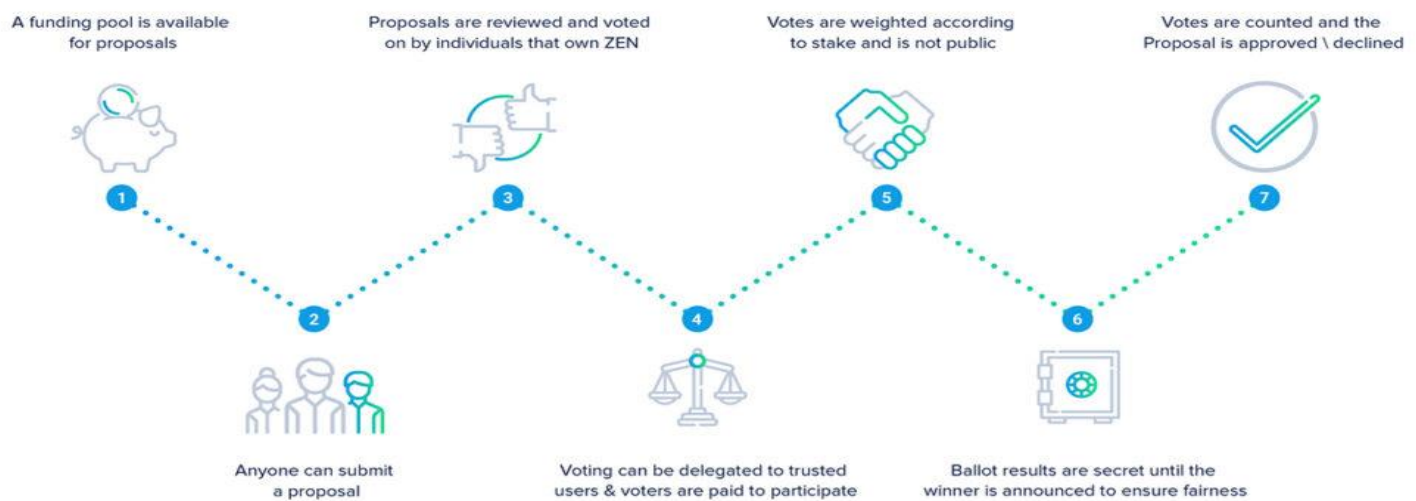 A funding pool is available
for proposals
Proposals are reviewed and voted
on by individuals that own ZEN
Votes are weighted according
to stake and is not public
Votes are counted and the
Proposal is approved \ declined
1
3
5
7
2
4
6
Anyone can submit
a proposal
Voting can be delegated to trusted
users & voters are paid to participate
Ballot results are secret until the
winner is announced to ensure fairness